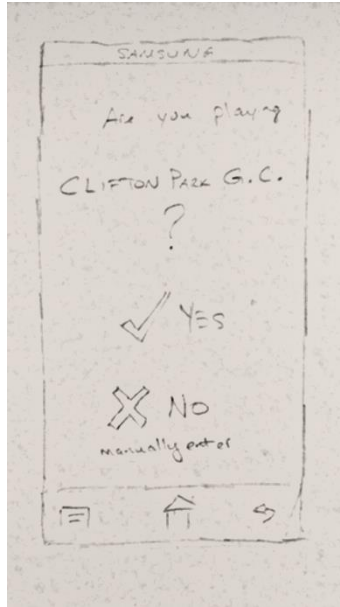 SAMSUNG
Are you playing
CLIFTON PARK G.C.
?
YES
NO
manually enter